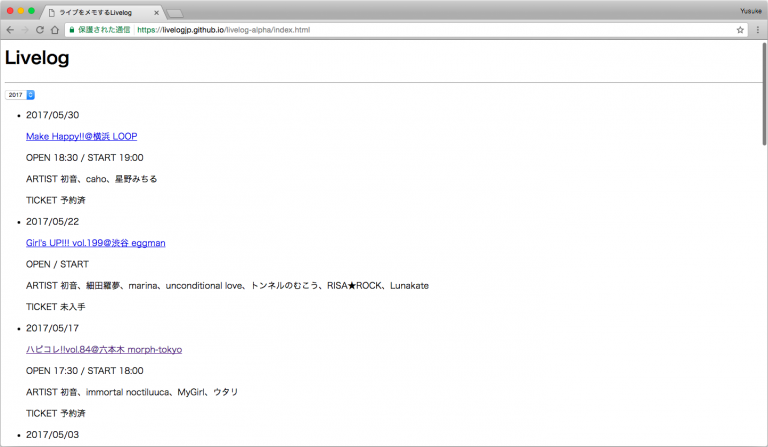 ライブをメモするLivelog
Yusuke
保護された通信 https://livelogjp.github.io/livelog-alpha/index.html
Livelog
2017
2017/05/30
Make Happy!!@横浜 LOOP
OPEN 18:30 / START 19:00
ARTIST 初音、caho、星野みちる
TICKET 予約済
2017/05/22
Girl's UP!!! vol.199@渋谷 eggman
OPEN / START
ARTIST 初音、細田羅夢、marina、unconditional love、トンネルのむこう、RISA★ROCK、Lunakate
TICKET 未入手
2017/05/17
ハピコレ!!vol.84@六本木 morph-tokyo
OPEN 17:30 / START 18:00
ARTIST 初音、immortal noctiluuca、MyGirl、ウタリ
TICKET 予約済
2017/05/03